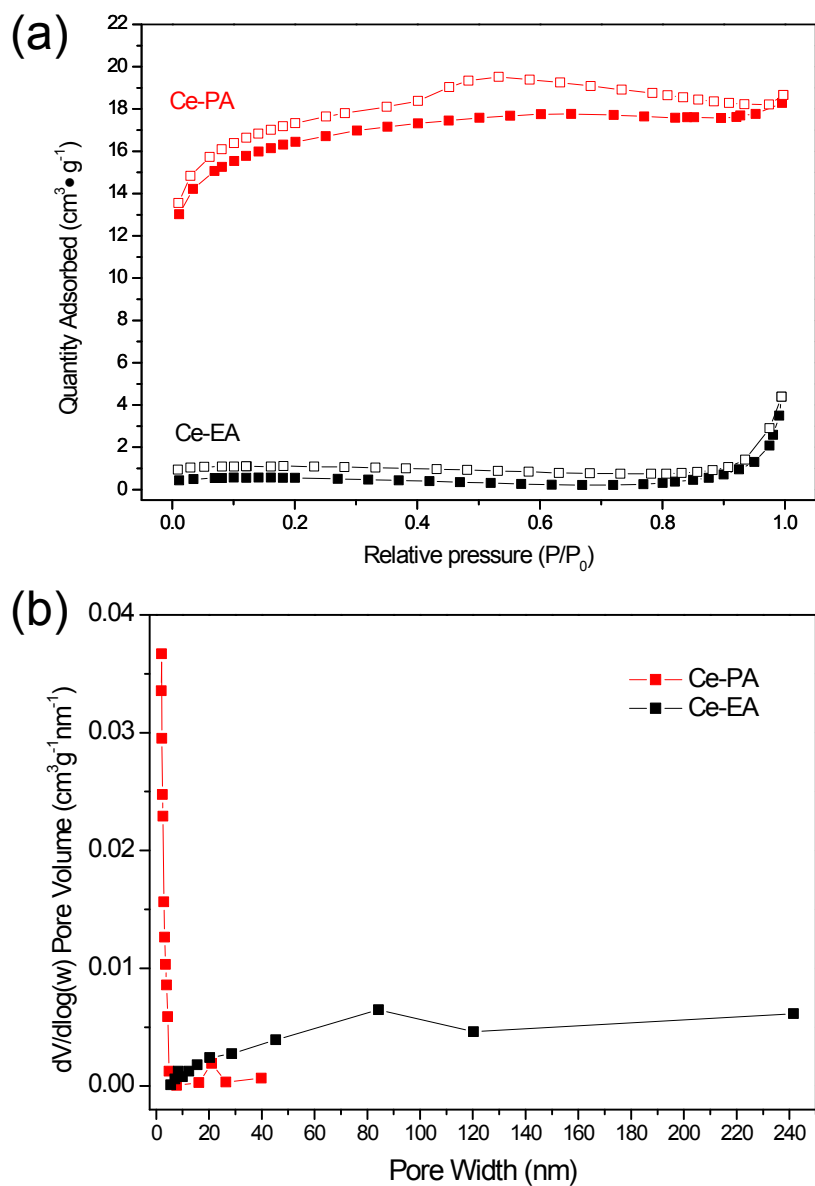 (a)
22
20
18
16
14
12
10
8
6
4
2
0
Ce-PA
Ce-EA
Quantity Adsorbed (cm³•g⁻¹)
0.0 0.2 0.4 0.6 0.8 1.0
Relative pressure (P/P₀)
(b)
0.04
0.03
0.02
0.01
0.00
Ce-PA
Ce-EA
dV/dlog(w) Pore Volume (cm³g⁻¹nm⁻¹)
0 20 40 60 80 100 120 140 160 180 200 220 240
Pore Width (nm)